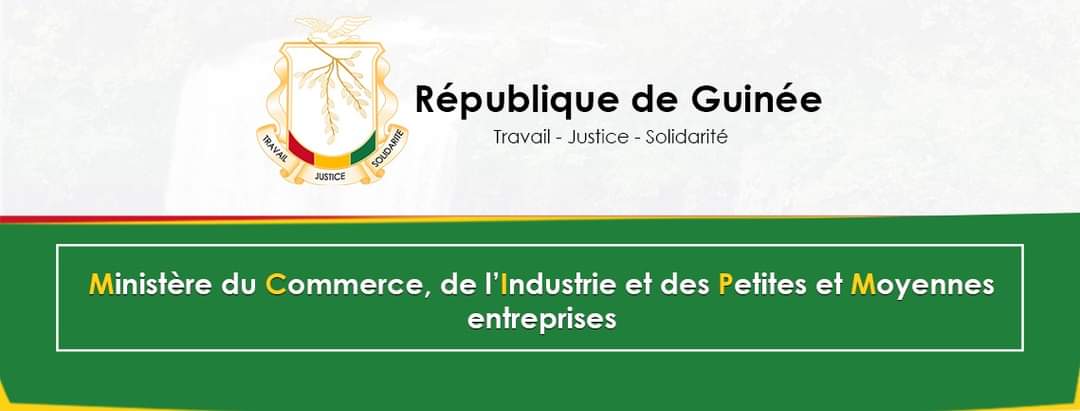 République de Guinée
Travail - Justice - Solidarité
TRAVAIL
JUSTICE
SOLIDARITE
Ministère du Commerce, de l’Industrie et des Petites et Moyennes
entreprises